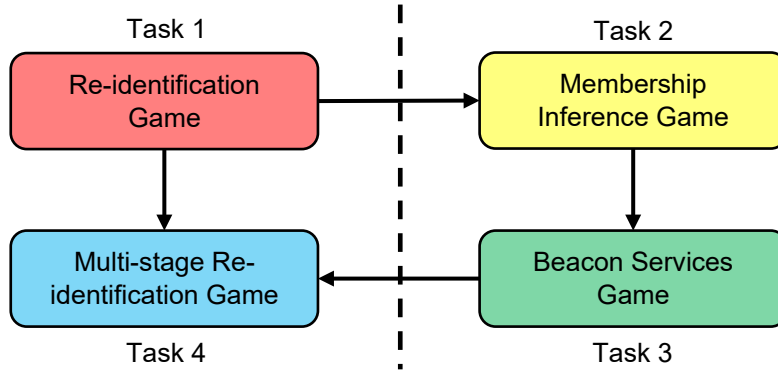 Task 1
Re-identification
Game
Task 2
Membership
Inference Game
Multi-stage Re-
identification Game
Task 4
Beacon Services
Game
Task 3